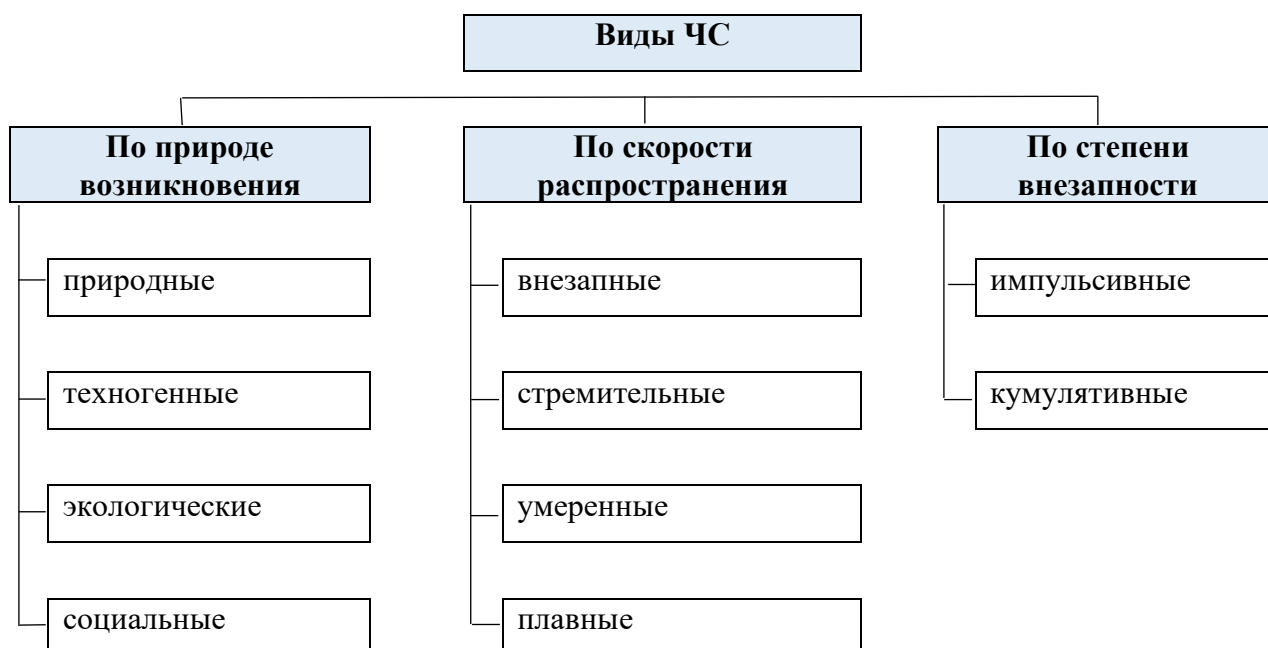 Виды ЧС
По природе
возникновения
природные
техногенные
экологические
социальные
По скорости
распространения
внезапные
стремительные
умеренные
плавные
По степени
внезапности
импульсивные
кумулятивные